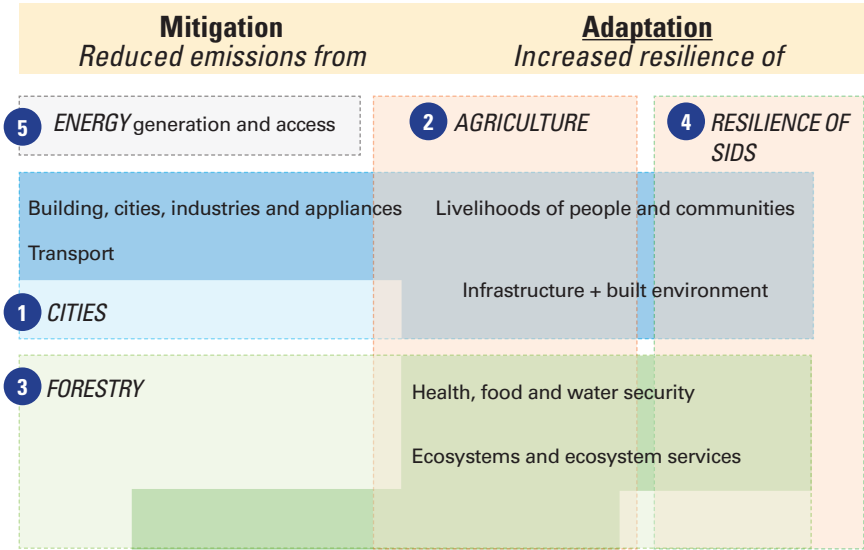 Mitigation
Reduced emissions from
Adaptation
Increased resilience of
5 ENERGY generation and access
2 AGRICULTURE
4 RESILIENCE OF
SIDS
Building, cities, industries and appliances
Livelihoods of people and communities
Transport
Infrastructure + built environment
1 CITIES
3 FORESTRY
Health, food and water security
Ecosystems and ecosystem services